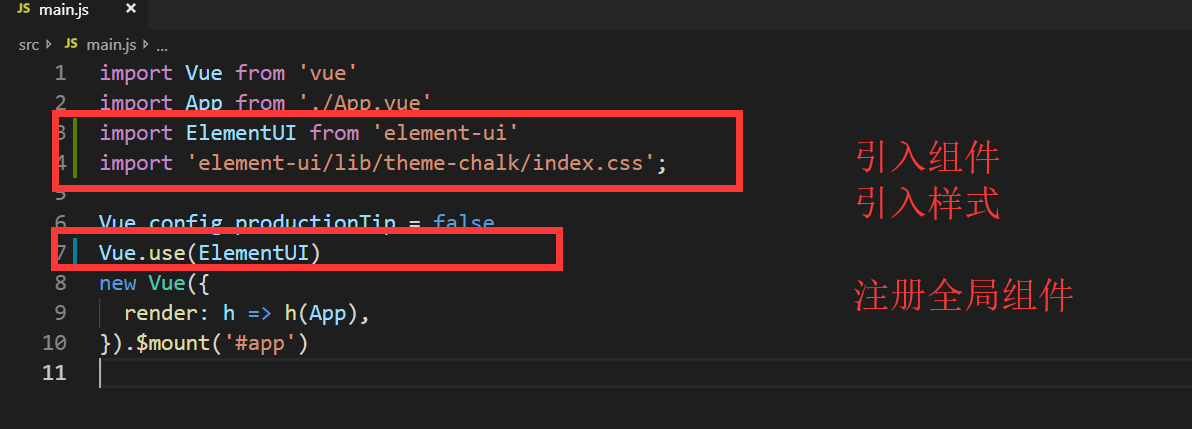 JS main.js ×
src JS main.js ...
1 import Vue from 'vue'
2 import App from './App.vue'
3 import ElementUI from 'element-ui'
4 import 'element-ui/lib/theme-chalk/index.css';
引入组件
引入样式
5
6 Vue.config.productionTip = false
7 Vue.use(ElementUI)
注册全局组件
8 new Vue({
9 render: h => h(App),
10 }).$mount('#app')
11